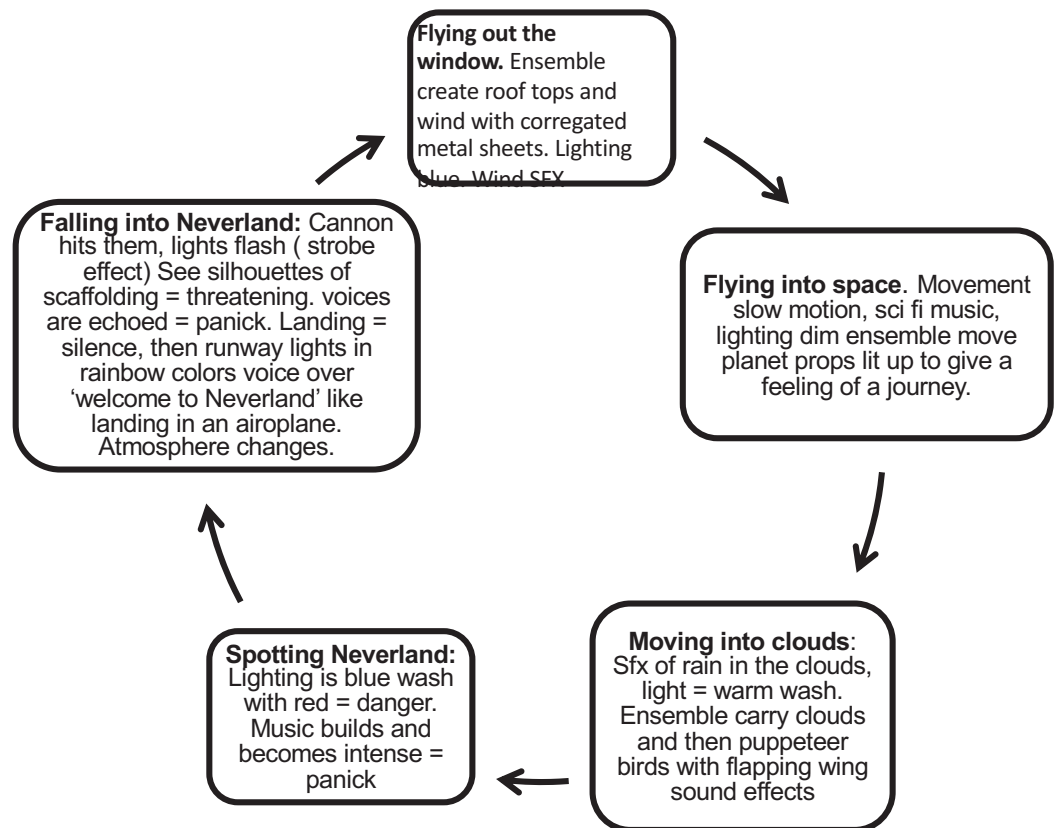 Flying out the
window. Ensemble
create roof tops and
wind with corregated
metal sheets. Lighting
blue. Wind SFX
Flying into space. Movement
slow motion, sci fi music,
lighting dim ensemble move
planet props lit up to give a
feeling of a journey.
Moving into clouds:
Sfx of rain in the clouds,
light = warm wash.
Ensemble carry clouds
and then puppeteer
birds with flapping wing
sound effects
Spotting Neverland:
Lighting is blue wash
with red = danger.
Music builds and
becomes intense =
panick
Falling into Neverland: Cannon
hits them, lights flash ( strobe
effect) See silhouettes of
scaffolding = threatening. voices
are echoed = panick. Landing =
silence, then runway lights in
rainbow colors voice over
‘welcome to Neverland’ like
landing in an airoplane.
Atmosphere changes.